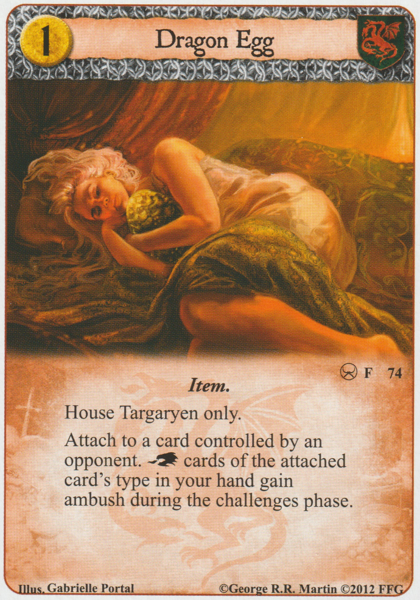 1
Dragon Egg
F 74
Item.
House Targaryen only.
Attach to a card controlled by an
opponent. cards of the attached
card's type in your hand gain
ambush during the challenges phase.
Illus. Gabrielle Portal ©George R.R. Martin ©2012 FFG